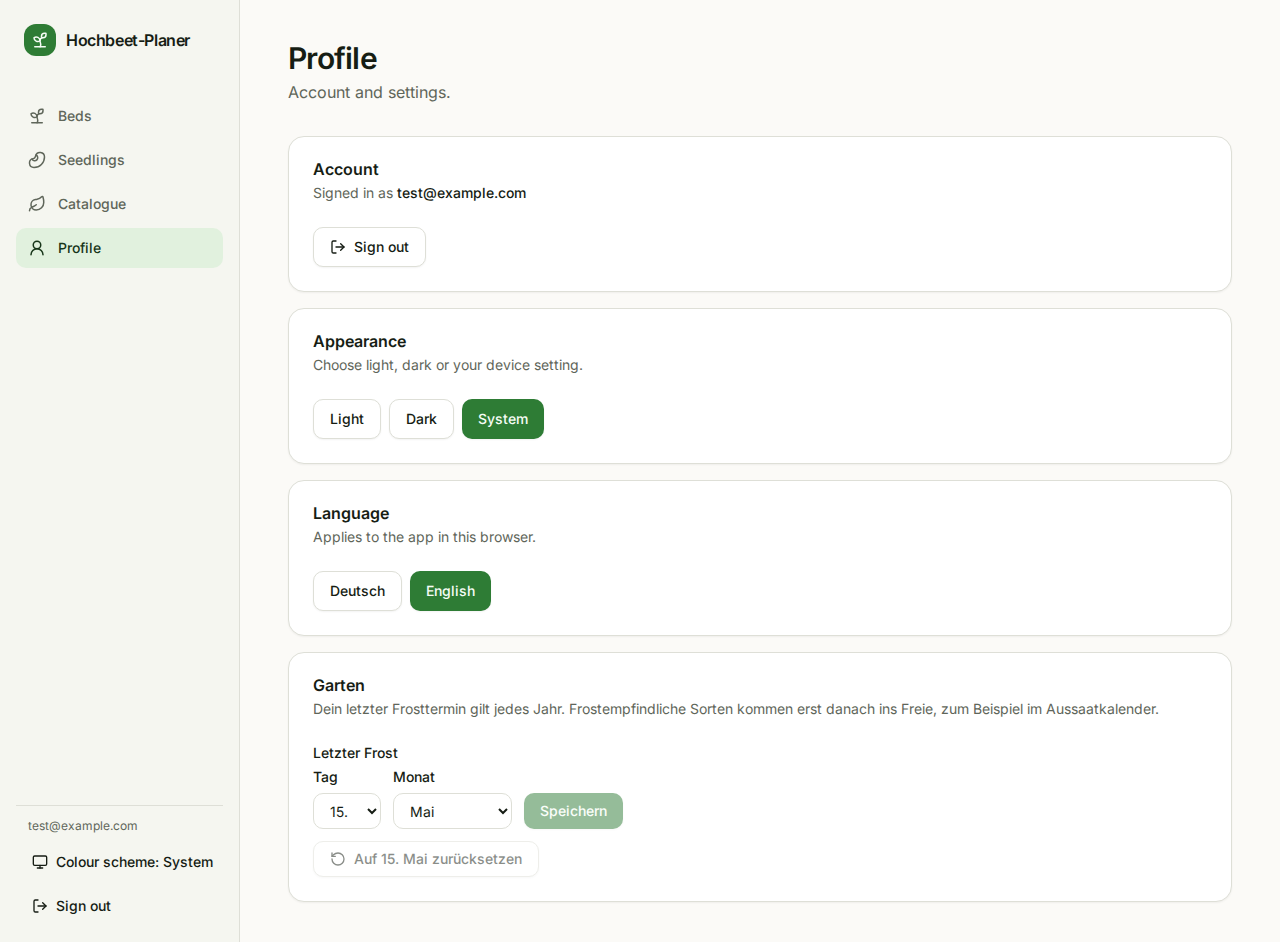 Hochbeet-Planer
Beds
Seedlings
Catalogue
Profile
test@example.com
Colour scheme: System
Sign out
Profile
Account and settings.
Account
Signed in as test@example.com
Sign out
Appearance
Choose light, dark or your device setting.
Light Dark System
Language
Applies to the app in this browser.
Deutsch English
Garten
Dein letzter Frosttermin gilt jedes Jahr. Frostempfindliche Sorten kommen erst danach ins Freie, zum Beispiel im Aussaatkalender.
Letzter Frost
Tag Monat
15. Mai Speichern
Auf 15. Mai zurücksetzen